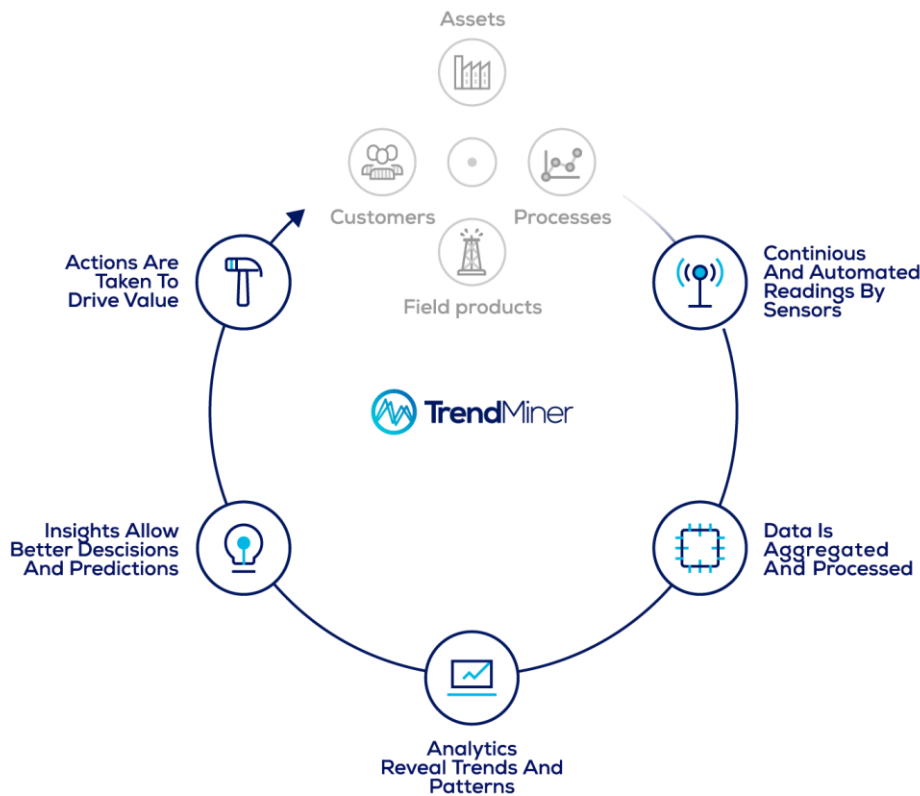 Assets
Customers
Processes
Field products
Continious
And Automated
Readings By
Sensors
Data Is
Aggregated
And Processed
Analytics
Reveal Trends And
Patterns
Insights Allow
Better Descisions
And Predictions
Actions Are
Taken To
Drive Value
TrendMiner